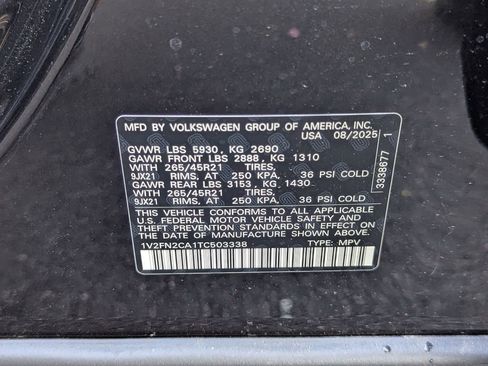 MFD BY VOLKSWAGEN GROUP OF AMERICA, INC.
USA 08/2025
GVWR LBS 5930, KG 2690
GAWR FRONT LBS 2888, KG 1310
WITH 265/45R21 TIRES,
9JX21 RIMS, AT 250 KPA, 36 PSI COLD
GAWR REAR LBS 3153, KG 1430
WITH 265/45R21 TIRES,
9JX21 RIMS, AT 250 KPA, 36 PSI COLD
THIS VEHICLE CONFORMS TO ALL APPLICABLE
U.S. FEDERAL MOTOR VEHICLE SAFETY AND
THEFT PREVENTION STANDARDS IN EFFECT ON
THE DATE OF MANUFACTURE SHOWN ABOVE.
1V2FN2CA1TC503338 TYPE: MPV
3338677 1